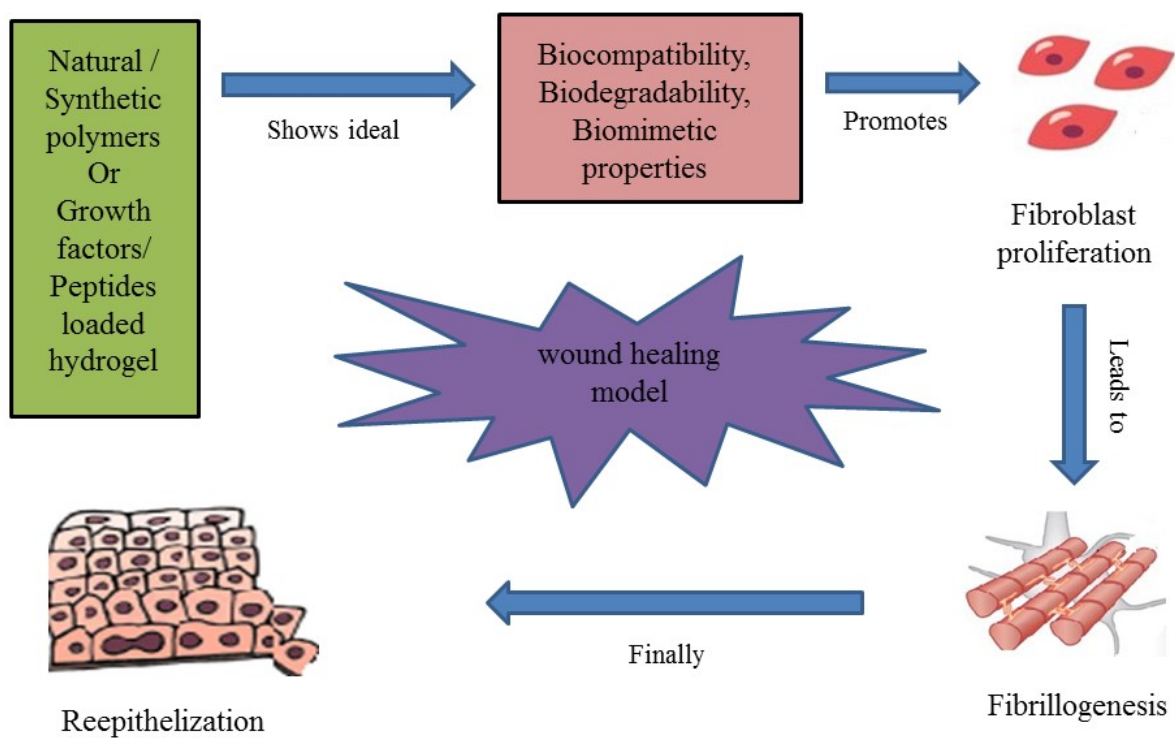 Natural /
Synthetic
polymers
Or
Growth
factors/
Peptides
loaded
hydrogel
Shows ideal
Biocompatibility,
Biodegradability,
Biomimetic
properties
Promotes
Fibroblast
proliferation
Leads to
wound healing
model
Fibrillogenesis
Finally
Reepithelization